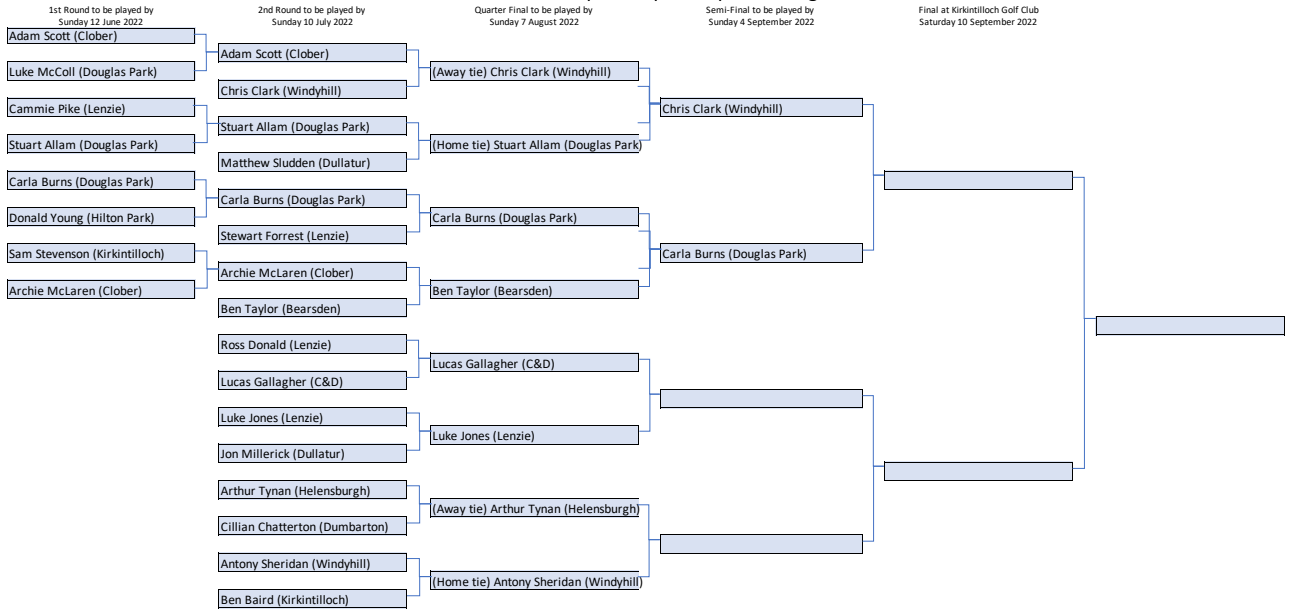 1st Round to be played by
Sunday 12 June 2022
2nd Round to be played by
Sunday 10 July 2022
Quarter Final to be played by
Sunday 7 August 2022
Semi-Final to be played by
Sunday 4 September 2022
Final at Kirkintilloch Golf Club
Saturday 10 September 2022
Adam Scott (Clober)
Luke McColl (Douglas Park)
Cammie Pike (Lenzie)
Stuart Allam (Douglas Park)
Carla Burns (Douglas Park)
Donald Young (Hilton Park)
Sam Stevenson (Kirkintilloch)
Archie McLaren (Clober)
Adam Scott (Clober)
Chris Clark (Windyhill)
Stuart Allam (Douglas Park)
Matthew Sludden (Dullatur)
Carla Burns (Douglas Park)
Stewart Forrest (Lenzie)
Archie McLaren (Clober)
Ben Taylor (Bearsden)
Ross Donald (Lenzie)
Lucas Gallagher (C&D)
Luke Jones (Lenzie)
Jon Millerick (Dullatur)
Arthur Tynan (Helensburgh)
Cillian Chatterton (Dumbarton)
Antony Sheridan (Windyhill)
Ben Baird (Kirkintilloch)
(Away tie) Chris Clark (Windyhill)
(Home tie) Stuart Allam (Douglas Park)
Carla Burns (Douglas Park)
Ben Taylor (Bearsden)
Lucas Gallagher (C&D)
Luke Jones (Lenzie)
(Away tie) Arthur Tynan (Helensburgh)
(Home tie) Antony Sheridan (Windyhill)
Chris Clark (Windyhill)
Carla Burns (Douglas Park)